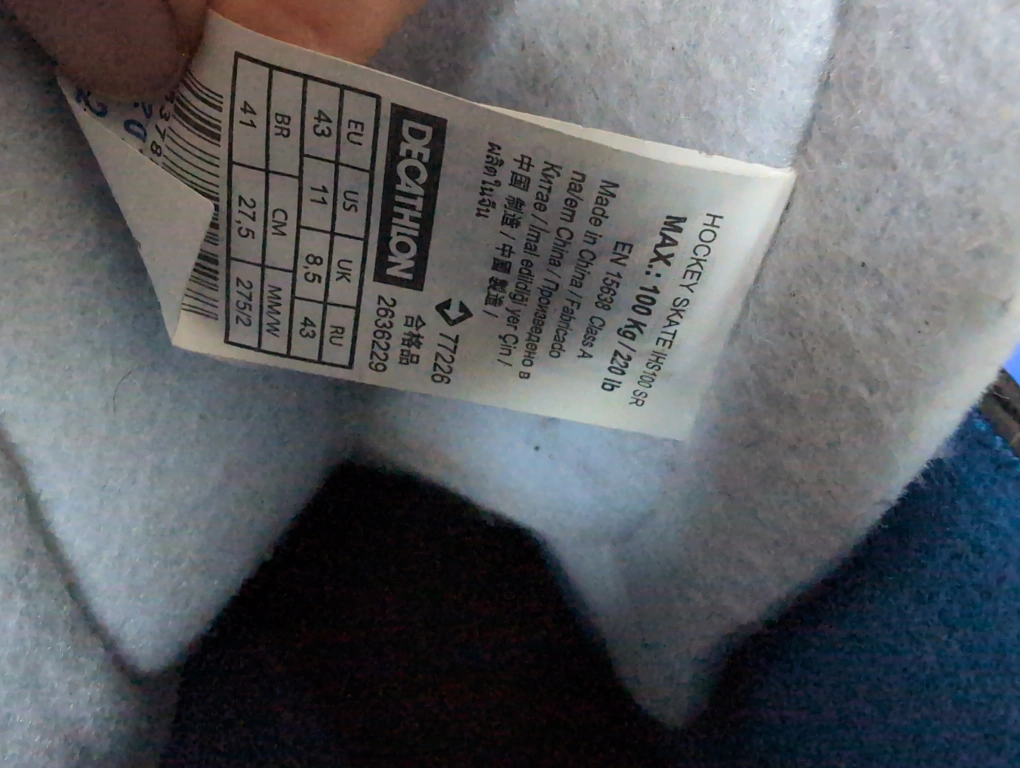 HOCKEY SKATE IHS100 SR
MAX.: 100 Kg / 220 lb
EN 15638 Class A
Made in China / Fabricado
na/em China / Произведено в
Китае / İmal edildiği yer Çin /
中国 制造 / 中國 製造 /
ผลิตในจีน
77226
DECATHLON
合格品
2636229
EU US UK RU
43 11 8,5 43
BR CM MM/W
41 27,5 275/2